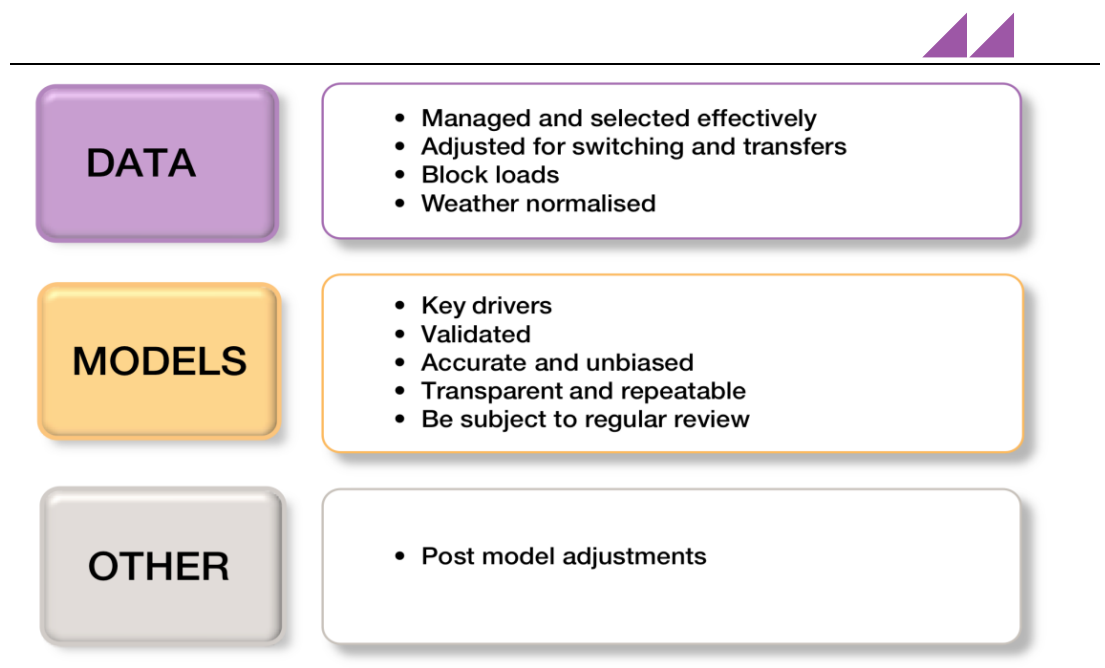 DATA
• Managed and selected effectively
• Adjusted for switching and transfers
• Block loads
• Weather normalised
MODELS
• Key drivers
• Validated
• Accurate and unbiased
• Transparent and repeatable
• Be subject to regular review
OTHER
• Post model adjustments